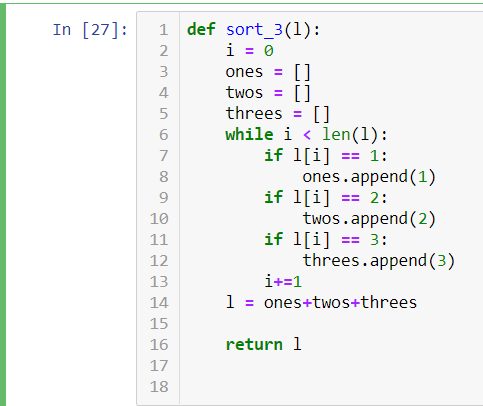 In [27]:
1 def sort_3(l):
2     i = 0
3     ones = []
4     twos = []
5     threes = []
6     while i < len(l):
7         if l[i] == 1:
8             ones.append(1)
9         if l[i] == 2:
10             twos.append(2)
11         if l[i] == 3:
12             threes.append(3)
13         i+=1
14     l = ones+twos+threes
15
16     return l
17
18